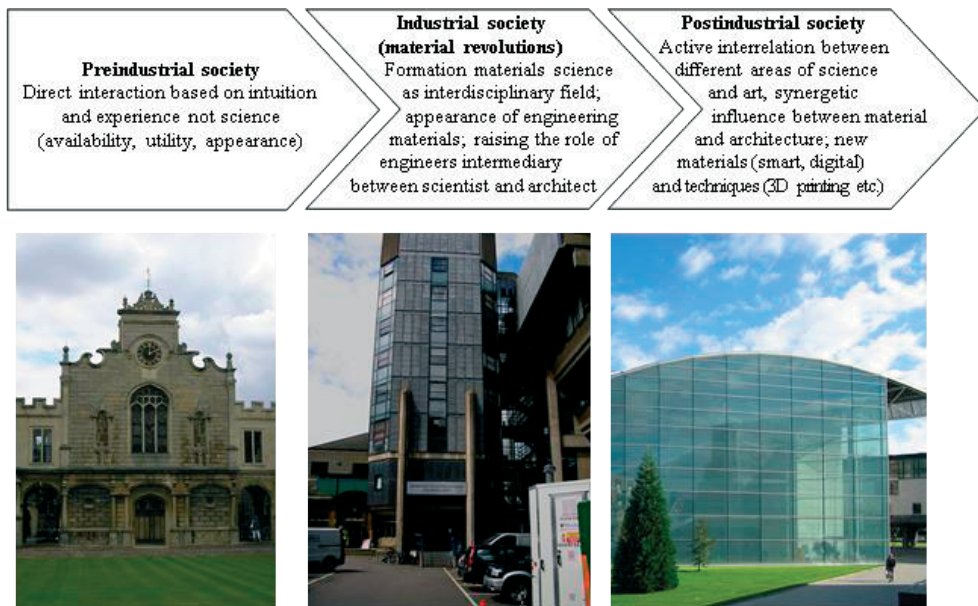 Preindustrial society
Direct interaction based on intuition
and experience not science
(availability, utility, appearance)
Industrial society
(material revolutions)
Formation materials science
as interdisciplinary field;
appearance of engineering
materials; raising the role of
engineers intermediary
between scientist and architect
Postindustrial society
Active interrelation between
different areas of science
and art, synergetic
influence between material
and architecture; new
materials (smart, digital)
and techniques (3D printing etc.)